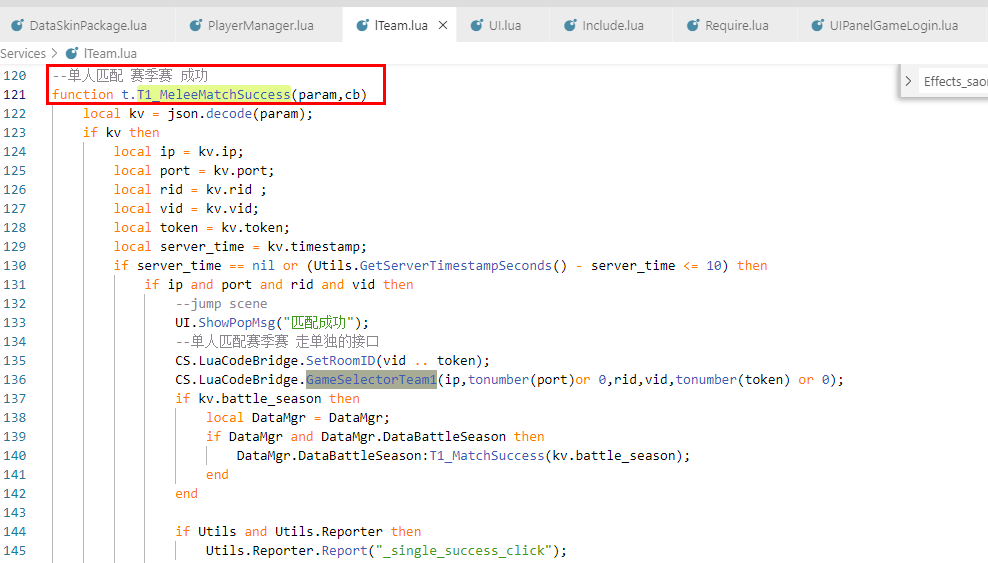 DataSkinPackage.lua PlayerManager.lua lTeam.lua × UI.lua Include.lua Require.lua UIPanelGameLogin.lua
Services > lTeam.lua
120 --单人匹配 赛季赛 成功
121 function t.T1_MeleeMatchSuccess(param,cb)
> Effects_saor
122 local kv = json.decode(param);
123 if kv then
124 local ip = kv.ip;
125 local port = kv.port;
126 local rid = kv.rid ;
127 local vid = kv.vid;
128 local token = kv.token;
129 local server_time = kv.timestamp;
130 if server_time == nil or (Utils.GetServerTimestampSeconds() - server_time <= 10) then
131 if ip and port and rid and vid then
132 --jump scene
133 UI.ShowPopMsg("匹配成功");
134 --单人匹配赛季赛 走单独的接口
135 CS.LuaCodeBridge.SetRoomID(vid .. token);
136 CS.LuaCodeBridge.GameSelectorTeam1(ip,tonumber(port)or 0,rid,vid,tonumber(token) or 0);
137 if kv.battle_season then
138 local DataMgr = DataMgr;
139 if DataMgr and DataMgr.DataBattleSeason then
140 DataMgr.DataBattleSeason:T1_MatchSuccess(kv.battle_season);
141 end
142 end
143
144 if Utils and Utils.Reporter then
145 Utils.Reporter.Report("_single_success_click");